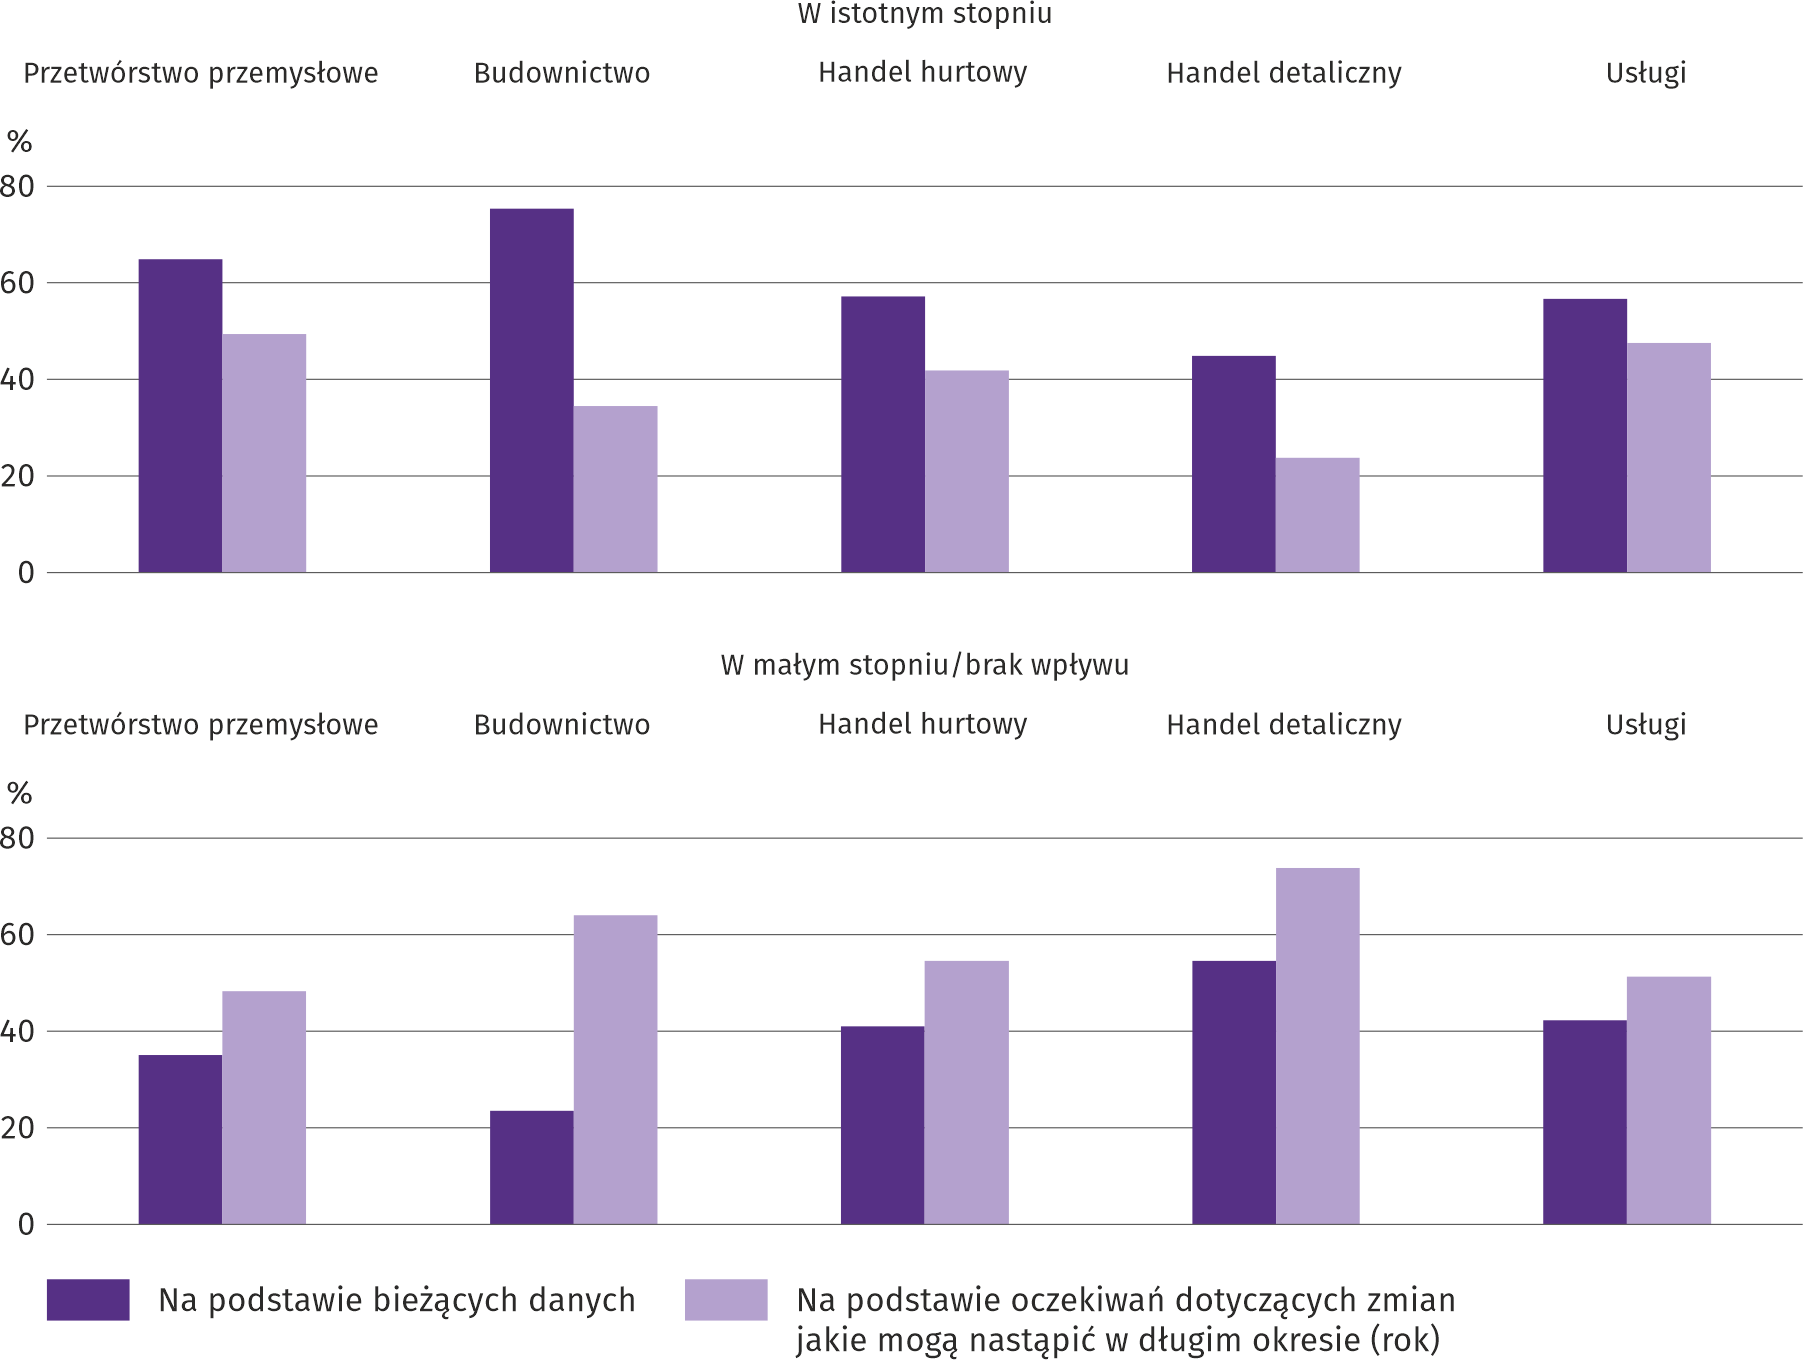 W istotnym stopniu
Przetwórstwo przemysłowe Budownictwo Handel hurtowy Handel detaliczny Usługi
%
80
60
40
20
0
W małym stopniu/brak wpływu
Przetwórstwo przemysłowe Budownictwo Handel hurtowy Handel detaliczny Usługi
%
80
60
40
20
0
Na podstawie bieżących danych
Na podstawie oczekiwań dotyczących zmian
jakie mogą nastąpić w długim okresie (rok)